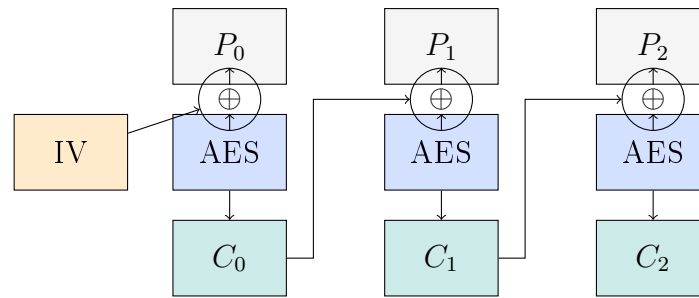 P₀ P₁ P₂
⊕ ⊕ ⊕
IV AES AES AES
C₀ C₁ C₂